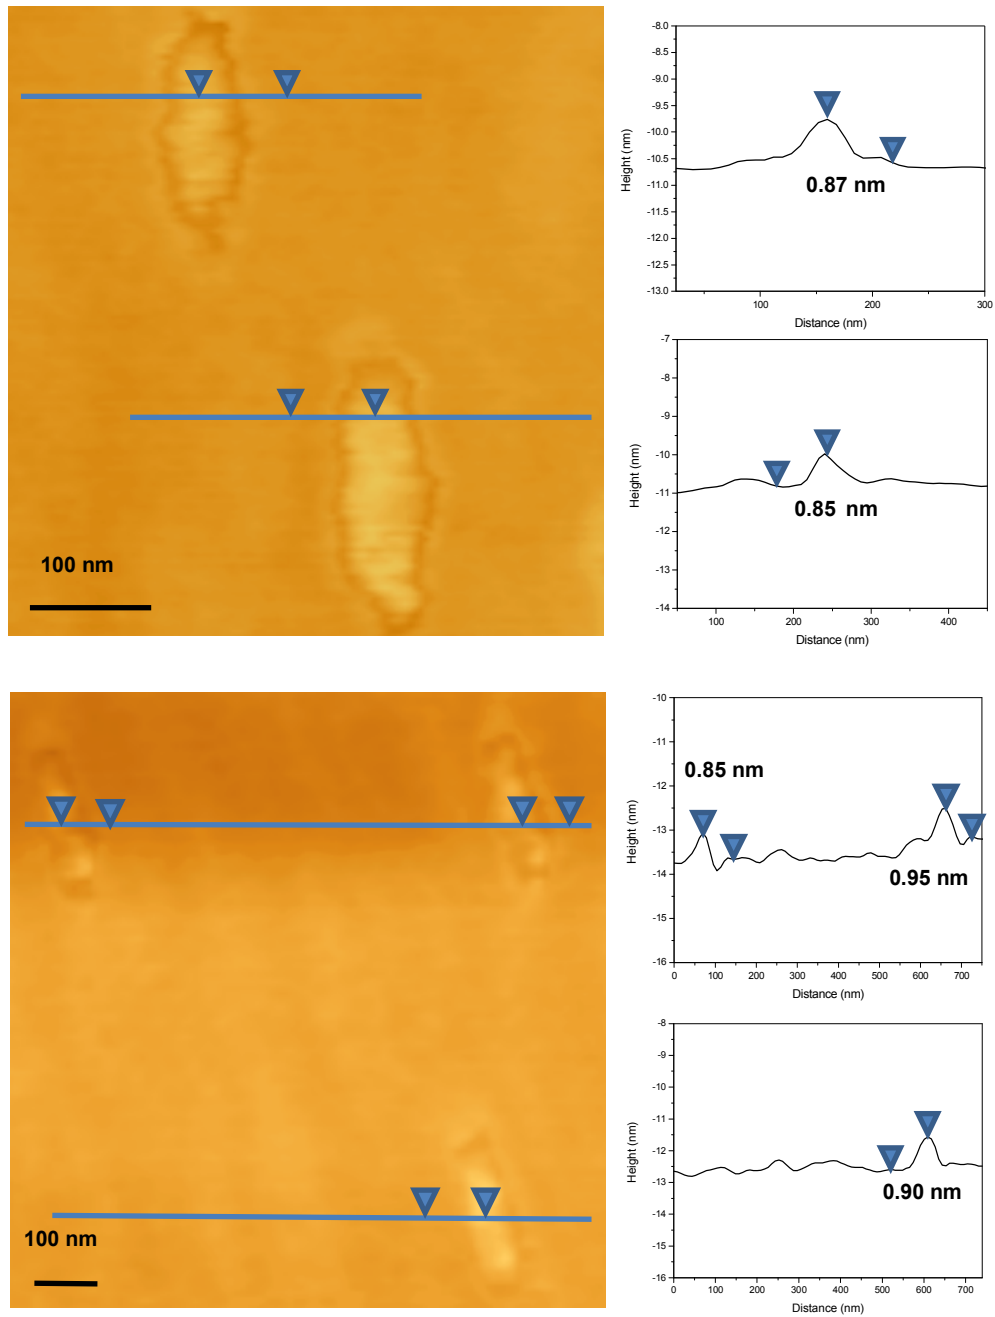 -8.0
-8.5
-9.0
-9.5
-10.0
-10.5
-11.0
-11.5
-12.0
-12.5
-13.0
Height (nm)
0.87 nm
100 200 300
Distance (nm)
-7
-8
-9
-10
-11
-12
-13
-14
Height (nm)
0.85 nm
100 200 300 400
Distance (nm)
100 nm
-10
-11
-12
-13
-14
-15
-16
Height (nm)
0.85 nm
0.95 nm
0 100 200 300 400 500 600 700
Distance (nm)
-8
-9
-10
-11
-12
-13
-14
-15
-16
Height (nm)
0.90 nm
0 100 200 300 400 500 600 700
Distance (nm)
100 nm